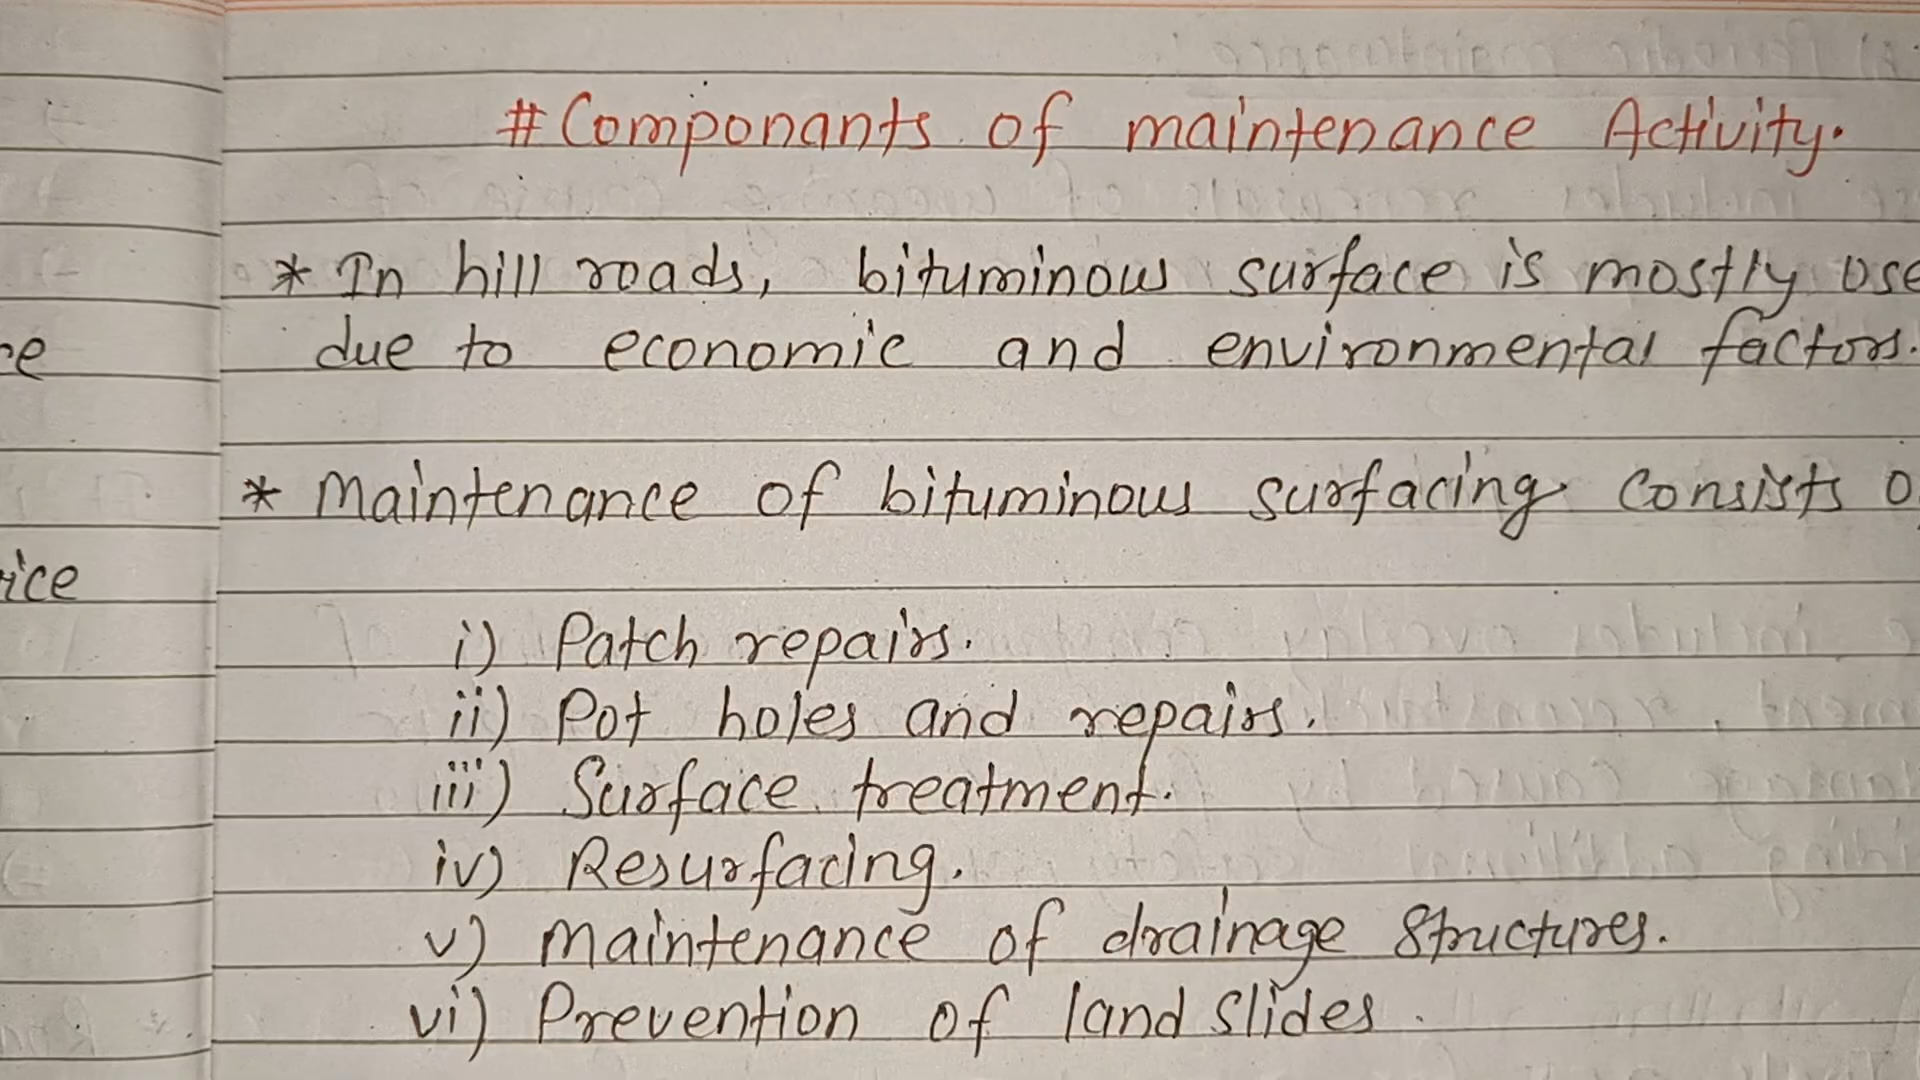 # Componants of maintenance Activity.
* In hill roads, bituminous surface is mostly use
due to economic and environmental factors.
* Maintenance of bituminous surfacing Consists o
i) Patch repairs.
ii) Pot holes and repairs.
iii) Surface treatment.
iv) Resurfacing.
v) Maintenance of drainage Structures.
vi) Prevention of land slides.